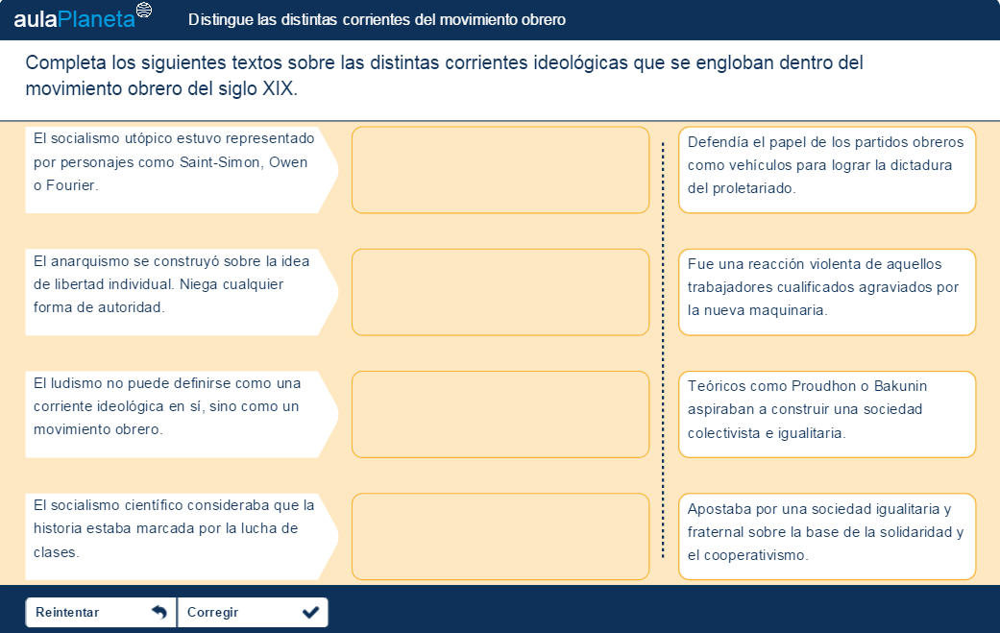 aulaPlaneta
Distingue las distintas corrientes del movimiento obrero
Completa los siguientes textos sobre las distintas corrientes ideológicas que se engloban dentro del
movimiento obrero del siglo XIX.
El socialismo utópico estuvo representado
por personajes como Saint-Simon, Owen
o Fourier.
Defendía el papel de los partidos obreros
como vehículos para lograr la dictadura
del proletariado.
El anarquismo se construyó sobre la idea
de libertad individual. Niega cualquier
forma de autoridad.
Fue una reacción violenta de aquellos
trabajadores cualificados agraviados por
la nueva maquinaria.
El ludismo no puede definirse como una
corriente ideológica en sí, sino como un
movimiento obrero.
Teóricos como Proudhon o Bakunin
aspiraban a construir una sociedad
colectivista e igualitaria.
El socialismo científico consideraba que la
historia estaba marcada por la lucha de
clases.
Apostaba por una sociedad igualitaria y
fraternal sobre la base de la solidaridad y
el cooperativismo.
Reintentar
Corregir